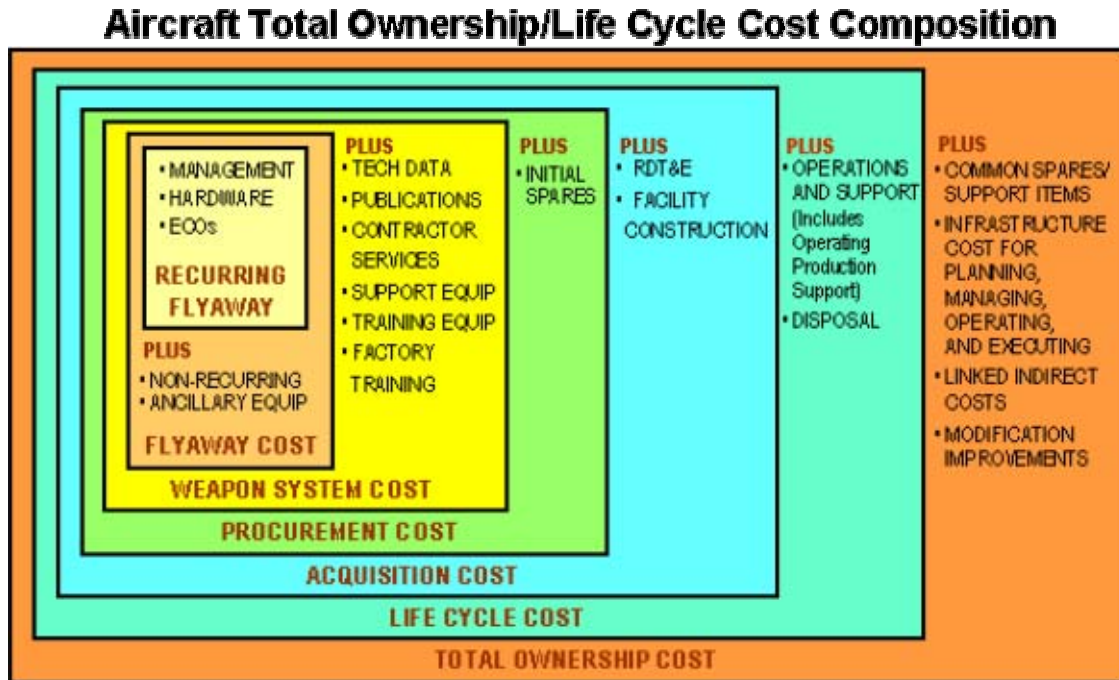 Aircraft Total Ownership/Life Cycle Cost Composition
• MANAGEMENT
• HARDWARE
• ECOs
RECURRING
FLYAWAY
PLUS
• NON-RECURRING
• ANCILLARY EQUIP
FLYAWAY COST
PLUS
• TECH DATA
• PUBLICATIONS
• CONTRACTOR
SERVICES
• SUPPORT EQUIP
• TRAINING EQUIP
• FACTORY
TRAINING
WEAPON SYSTEM COST
PLUS
• INITIAL
SPARES
PROCUREMENT COST
PLUS
• RDT&E
• FACILITY
CONSTRUCTION
ACQUISITION COST
PLUS
• OPERATIONS
AND SUPPORT
(Includes
Operating
Production
Support)
• DISPOSAL
LIFE CYCLE COST
PLUS
• COMMON SPARES/
SUPPORT ITEMS
• INFRASTRUCTURE
COST FOR
PLANNING,
MANAGING,
OPERATING,
AND EXECUTING
• LINKED INDIRECT
COSTS
• MODIFICATION
IMPROVEMENTS
TOTAL OWNERSHIP COST